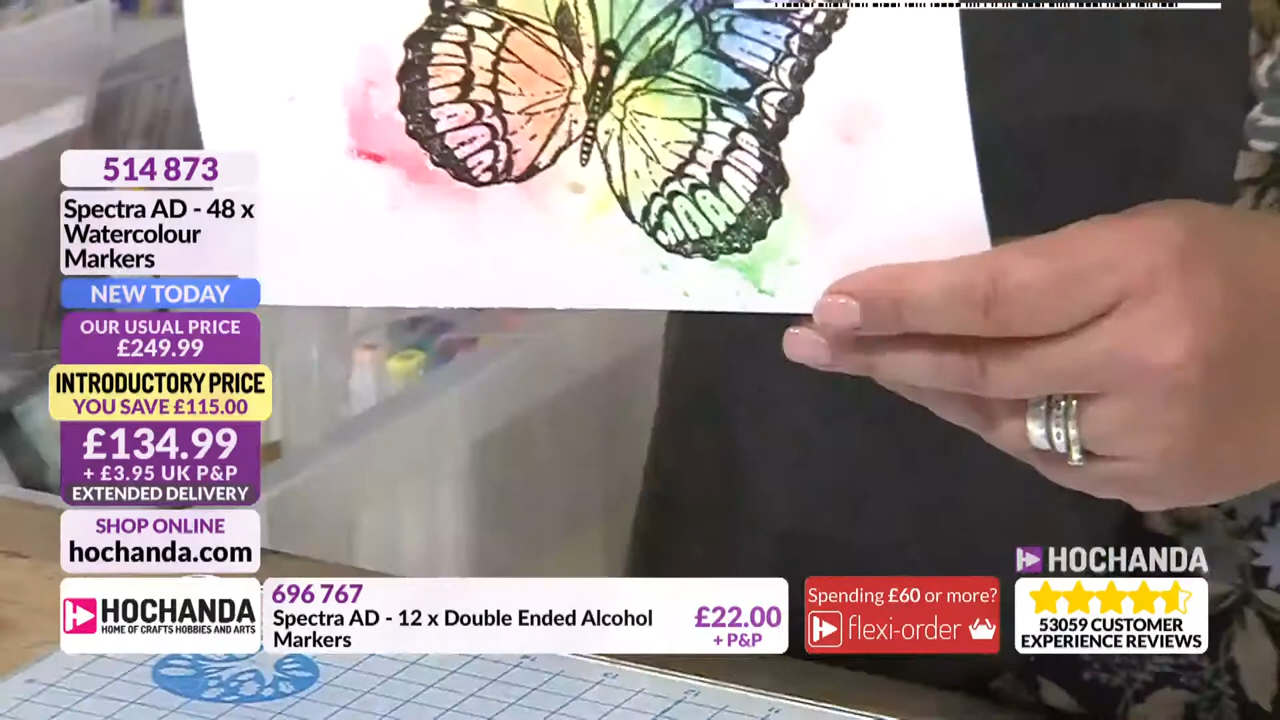 514 873
Spectra AD - 48 x
Watercolour
Markers
NEW TODAY
OUR USUAL PRICE
£249.99
INTRODUCTORY PRICE
YOU SAVE £115.00
£134.99
+ £3.95 UK P&P
EXTENDED DELIVERY
SHOP ONLINE
hochanda.com
HOCHANDA
HOME OF CRAFTS HOBBIES AND ARTS
696 767
Spectra AD - 12 x Double Ended Alcohol
Markers
£22.00
+ P&P
Spending £60 or more?
flexi-order
HOCHANDA
53059 CUSTOMER
EXPERIENCE REVIEWS